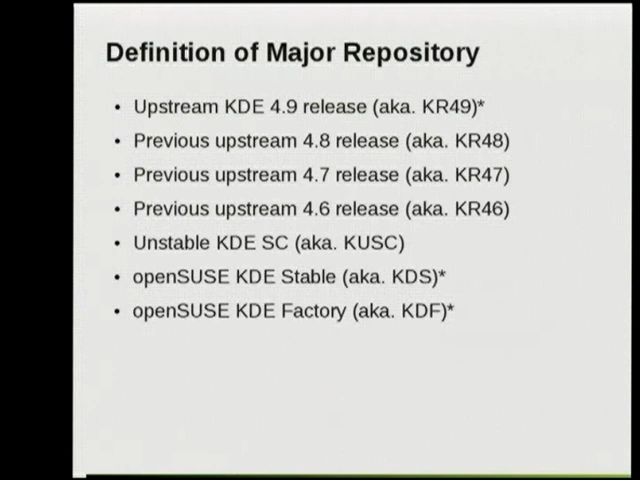 Definition of Major Repository
• Upstream KDE 4.9 release (aka. KR49)*
• Previous upstream 4.8 release (aka. KR48)
• Previous upstream 4.7 release (aka. KR47)
• Previous upstream 4.6 release (aka. KR46)
• Unstable KDE SC (aka. KUSC)
• openSUSE KDE Stable (aka. KDS)*
• openSUSE KDE Factory (aka. KDF)*